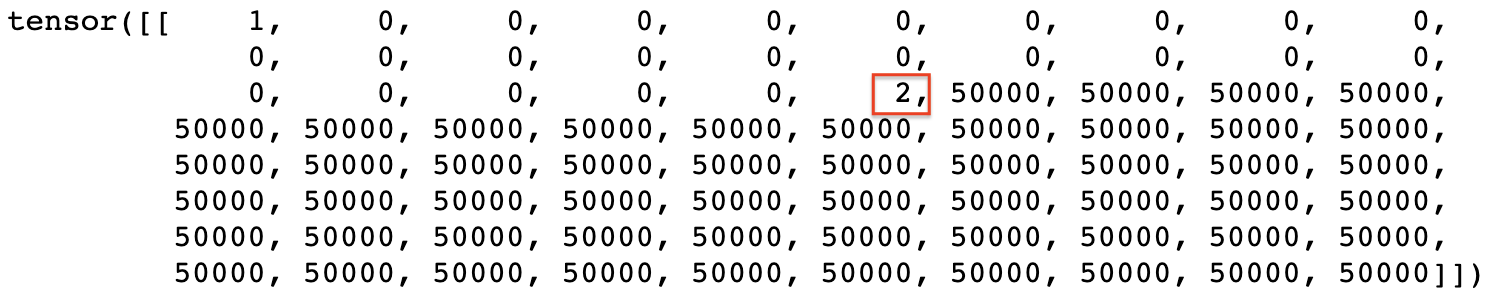 tensor([[ 1, 0, 0, 0, 0, 0, 0, 0, 0, 0,
0, 0, 0, 0, 0, 0, 0, 0, 0, 0,
0, 0, 0, 0, 0, 2, 50000, 50000, 50000, 50000,
50000, 50000, 50000, 50000, 50000, 50000, 50000, 50000, 50000, 50000,
50000, 50000, 50000, 50000, 50000, 50000, 50000, 50000, 50000, 50000,
50000, 50000, 50000, 50000, 50000, 50000, 50000, 50000, 50000, 50000,
50000, 50000, 50000, 50000, 50000, 50000, 50000, 50000, 50000, 50000,
50000, 50000, 50000, 50000, 50000, 50000, 50000, 50000, 50000, 50000]])